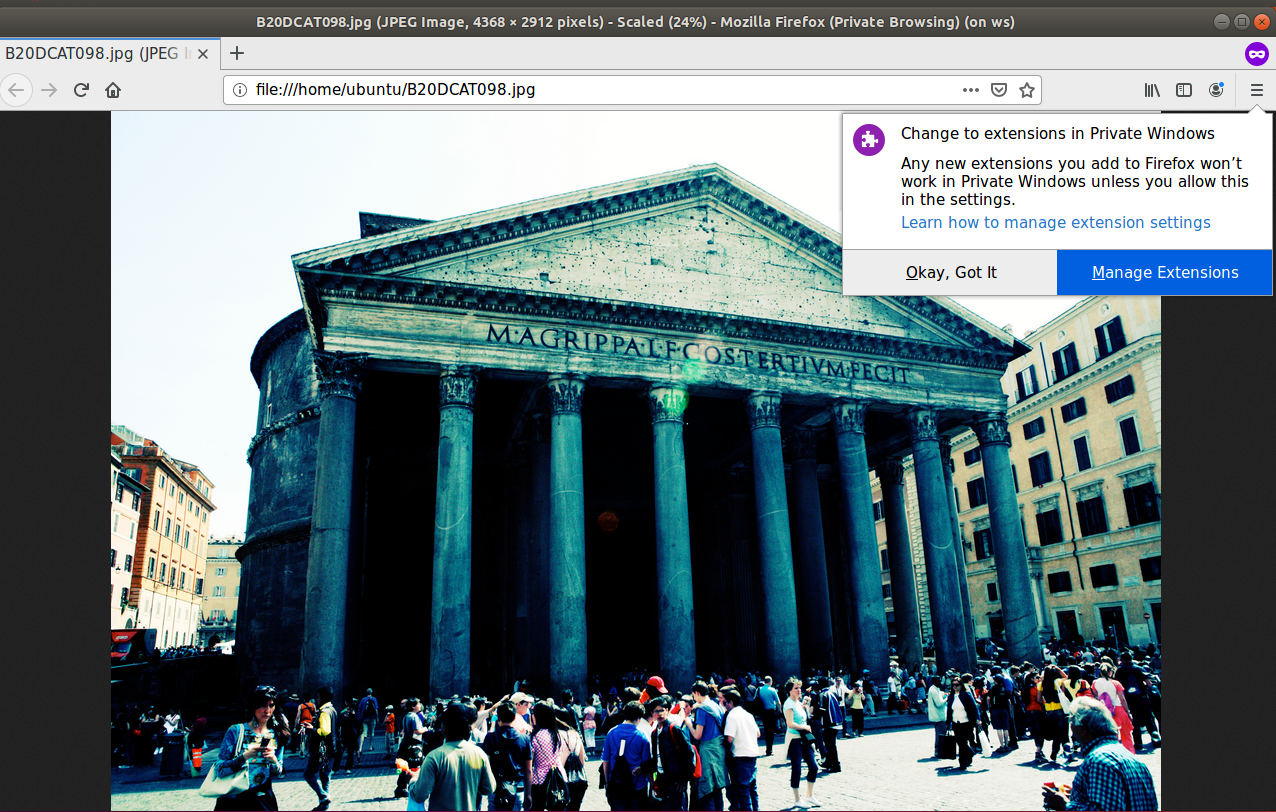 B20DCAT098.jpg (JPEG Image, 4368 × 2912 pixels) - Scaled (24%) - Mozilla Firefox (Private Browsing) (on ws)
B20DCAT098.jpg (JPEG I
file:///home/ubuntu/B20DCAT098.jpg
Change to extensions in Private Windows
Any new extensions you add to Firefox won’t
work in Private Windows unless you allow this
in the settings.
Learn how to manage extension settings
Okay, Got It
Manage Extensions
M·AGRIPPA·L·F·COS·TERTIVM·FECIT